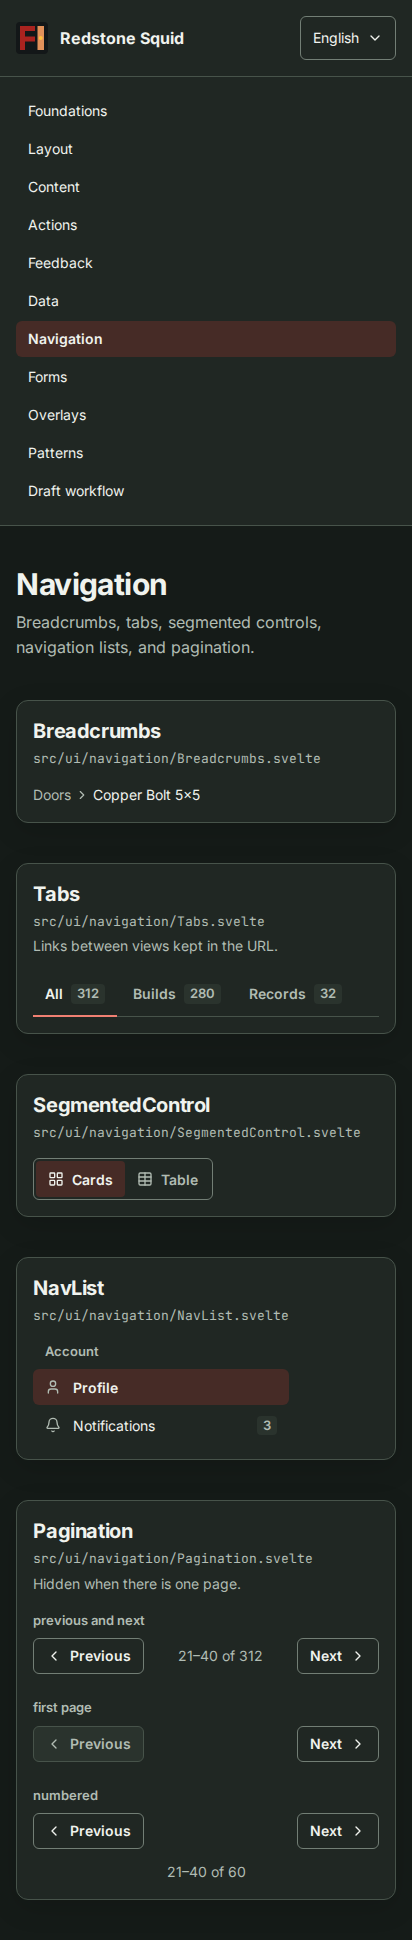 Redstone Squid
English
Foundations
Layout
Content
Actions
Feedback
Data
Navigation
Forms
Overlays
Patterns
Draft workflow
Navigation
Breadcrumbs, tabs, segmented controls,
navigation lists, and pagination.
Breadcrumbs
src/ui/navigation/Breadcrumbs.svelte
Doors > Copper Bolt 5×5
Tabs
src/ui/navigation/Tabs.svelte
Links between views kept in the URL.
All 312 Builds 280 Records 32
SegmentedControl
src/ui/navigation/SegmentedControl.svelte
Cards Table
NavList
src/ui/navigation/NavList.svelte
Account
Profile
Notifications 3
Pagination
src/ui/navigation/Pagination.svelte
Hidden when there is one page.
previous and next
Previous 21–40 of 312 Next
first page
Previous Next
numbered
Previous Next
21–40 of 60